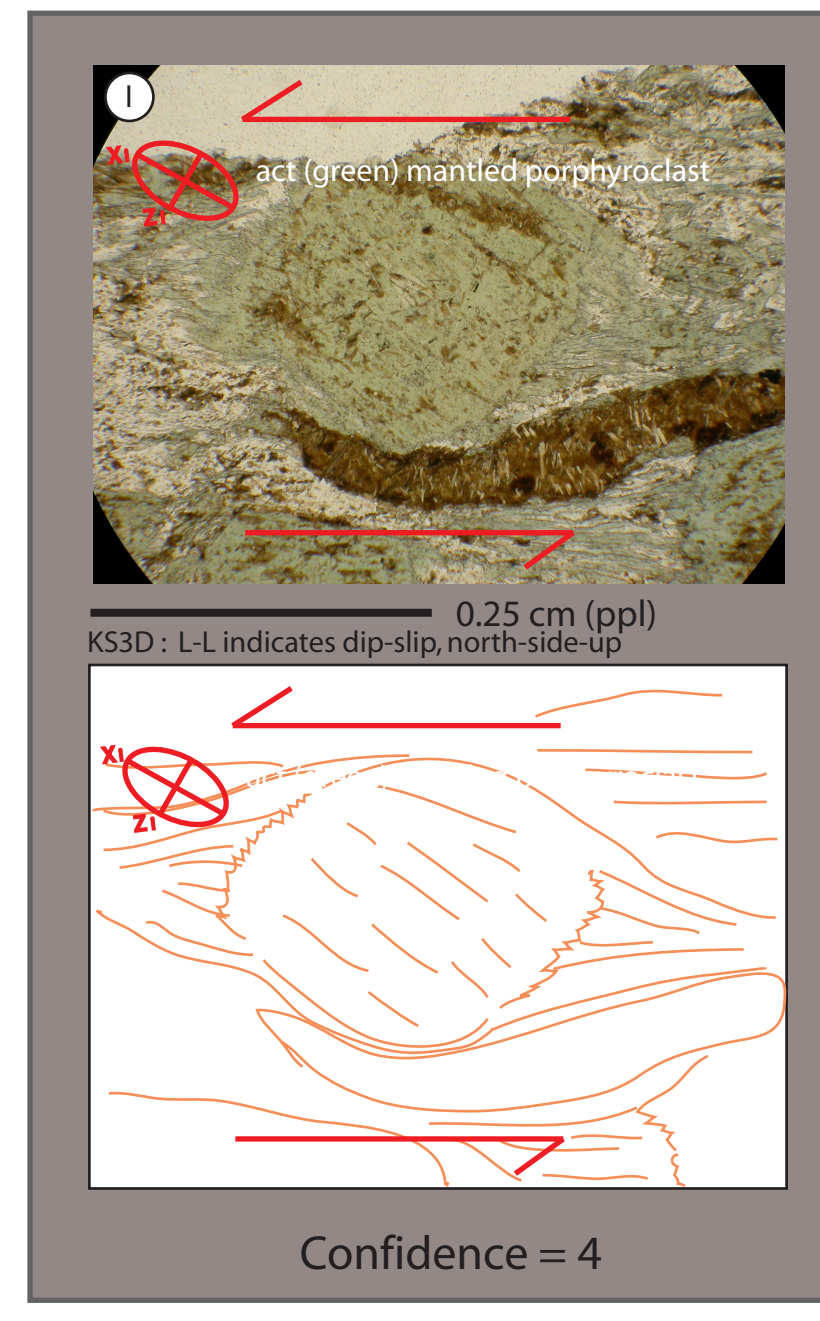 I
X1
Z1
act (green) mantled porphyroclast
0.25 cm (ppl)
KS3D : L-L indicates dip-slip, north-side-up
X1
Z1
Confidence = 4